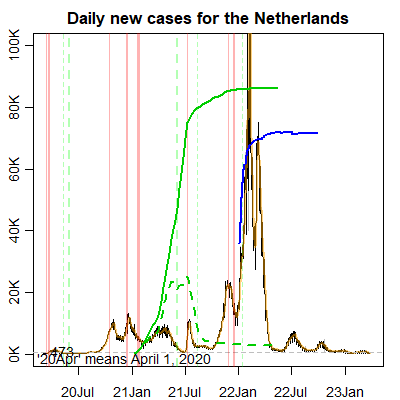 Daily new cases for the Netherlands
100K
80K
60K
40K
20K
0K
473
'20Apr' means April 1, 2020
20Jul 21Jan 21Jul 22Jan 22Jul 23Jan